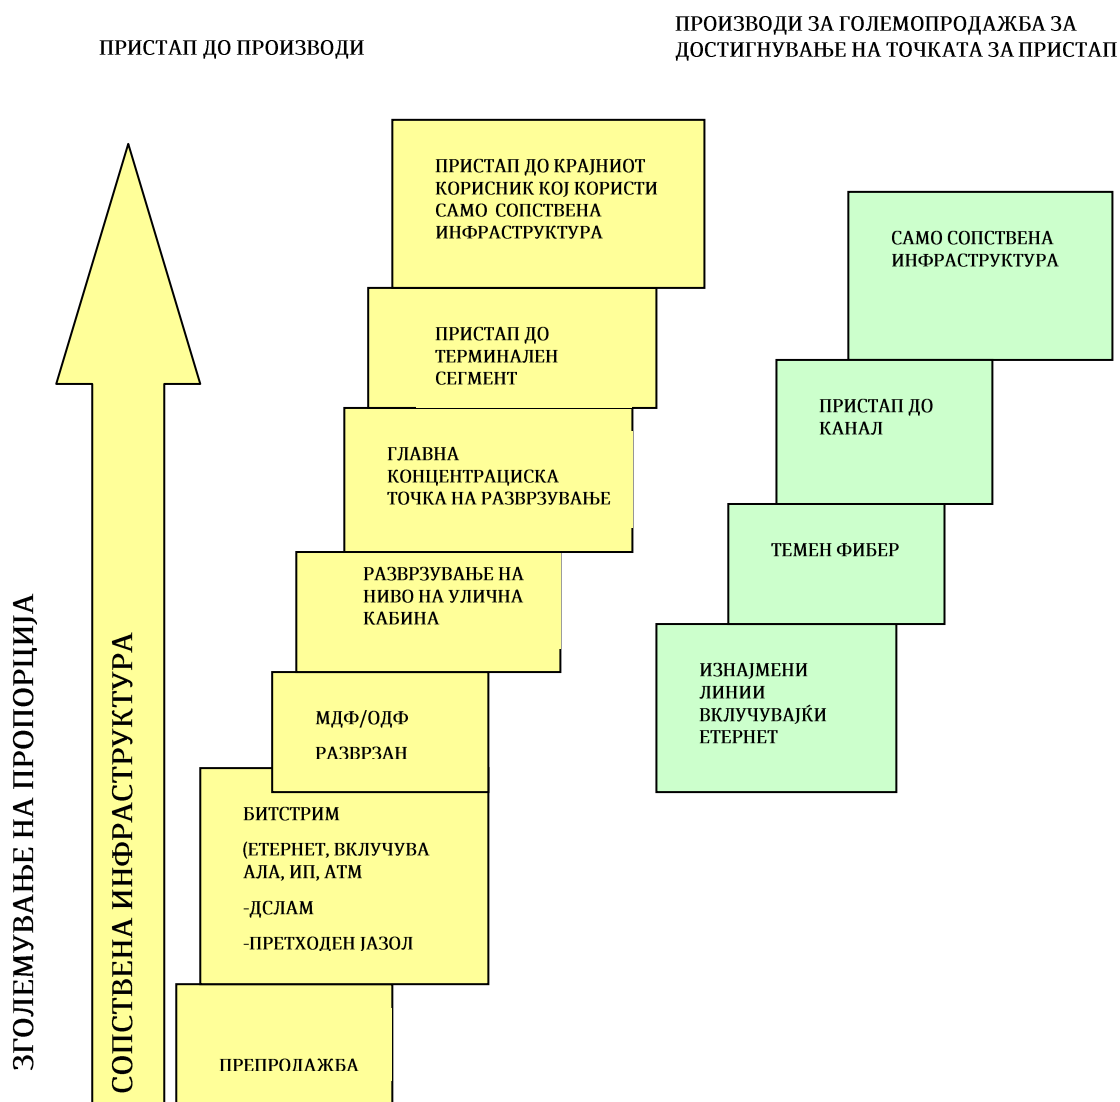 ПРИСТАП ДО ПРОИЗВОДИ
ПРОИЗВОДИ ЗА ГОЛЕМОПРОДАЖБА ЗА
ДОСТИГНУВАЊЕ НА ТОЧКАТА ЗА ПРИСТАП
ЗГОЛЕМУВАЊЕ НА ПРОПОРЦИЈА
СОПСТВЕНА ИНФРАСТРУКТУРА
ПРИСТАП ДО КРАЈНИОТ
КОРИСНИК КОЈ КОРИСТИ
САМО СОПСТВЕНА
ИНФРАСТРУКТУРА
ПРИСТАП ДО
ТЕРМИНАЛЕН
СЕГМЕНТ
ГЛАВНА
КОНЦЕНТРАЦИСКА
ТОЧКА НА РАЗВРЗУВАЊЕ
РАЗВРЗУВАЊЕ НА
НИВО НА УЛИЧНА
КАБИНА
МДФ/ОДФ
РАЗВРЗАН
БИТСТРИМ
(ЕТЕРНЕТ, ВКЛУЧУВА
АЛА, ИП, АТМ
-ДСЛАМ
-ПРЕТХОДЕН ЈАЗОЛ
ПРЕПРОДАЖБА
САМО СОПСТВЕНА
ИНФРАСТРУКТУРА
ПРИСТАП ДО
КАНАЛ
ТЕМЕН ФИБЕР
ИЗНАЈМЕНИ
ЛИНИИ
ВКЛУЧУВАЈЌИ
ЕТЕРНЕТ